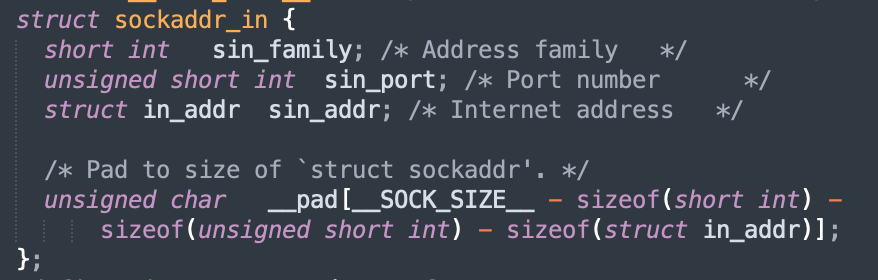 struct sockaddr_in {
short int sin_family; /* Address family */
unsigned short int sin_port; /* Port number */
struct in_addr sin_addr; /* Internet address */
/* Pad to size of `struct sockaddr'. */
unsigned char __pad[__SOCK_SIZE__ - sizeof(short int) -
sizeof(unsigned short int) - sizeof(struct in_addr)];
};